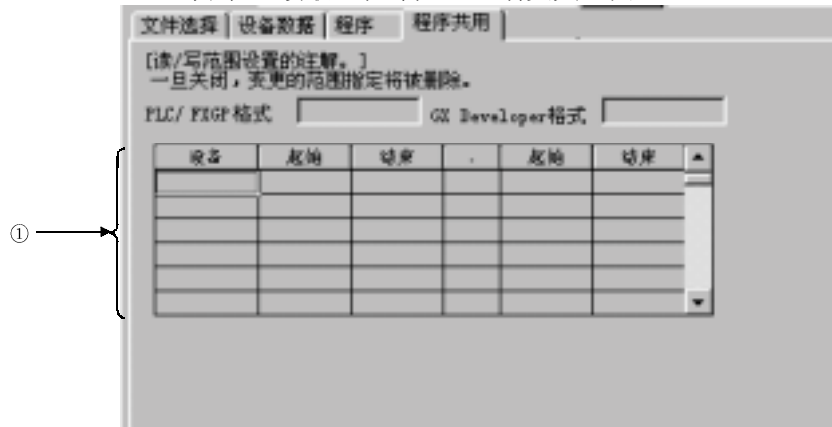 文件选择 设备数据 程序 程序共用
[读/写范围设置的注解。]
一旦关闭，变更的范围指定将被删除。
PLC/ FXGP格式 GX Developer格式
设备 起始 结束 . 起始 结束
①